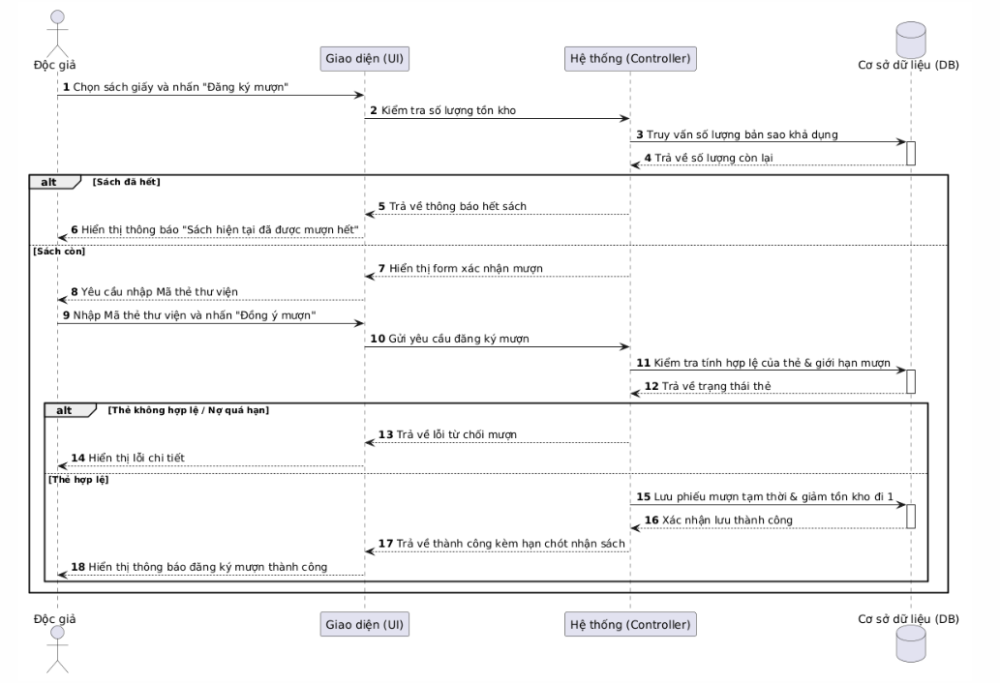 Độc giả
Giao diện (UI)
Hệ thống (Controller)
Cơ sở dữ liệu (DB)
1 Chọn sách giấy và nhấn "Đăng ký mượn"
2 Kiểm tra số lượng tồn kho
3 Truy vấn số lượng bản sao khả dụng
4 Trả về số lượng còn lại
alt [Sách đã hết]
5 Trả về thông báo hết sách
6 Hiển thị thông báo "Sách hiện tại đã được mượn hết"
[Sách còn]
7 Hiển thị form xác nhận mượn
8 Yêu cầu nhập Mã thẻ thư viện
9 Nhập Mã thẻ thư viện và nhấn "Đồng ý mượn"
10 Gửi yêu cầu đăng ký mượn
11 Kiểm tra tính hợp lệ của thẻ & giới hạn mượn
12 Trả về trạng thái thẻ
alt [Thẻ không hợp lệ / Nợ quá hạn]
13 Trả về lỗi từ chối mượn
14 Hiển thị lỗi chi tiết
[Thẻ hợp lệ]
15 Lưu phiếu mượn tạm thời & giảm tồn kho đi 1
16 Xác nhận lưu thành công
17 Trả về thành công kèm hạn chót nhận sách
18 Hiển thị thông báo đăng ký mượn thành công
Độc giả
Giao diện (UI)
Hệ thống (Controller)
Cơ sở dữ liệu (DB)